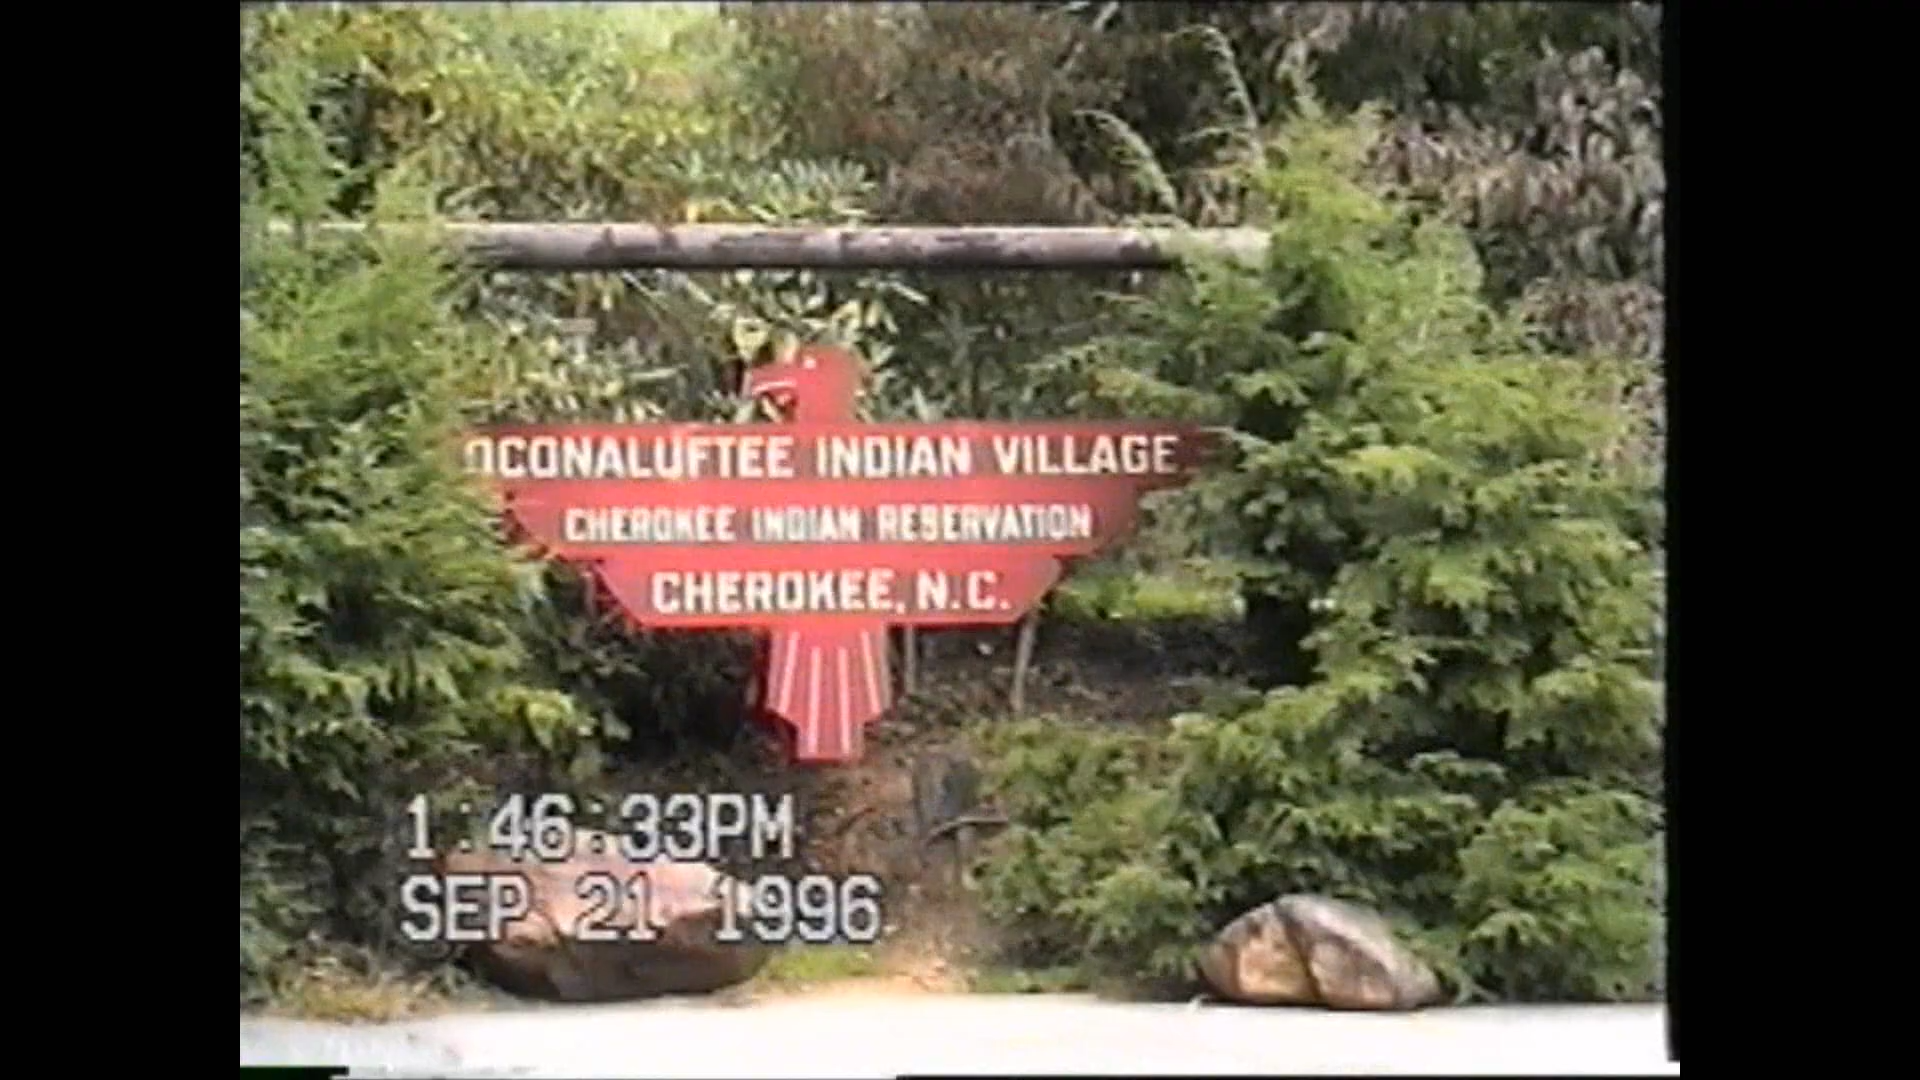 OCONALUFTEE INDIAN VILLAGE
CHEROKEE INDIAN RESERVATION
CHEROKEE, N.C.
1:46:33PM
SEP 21 1996